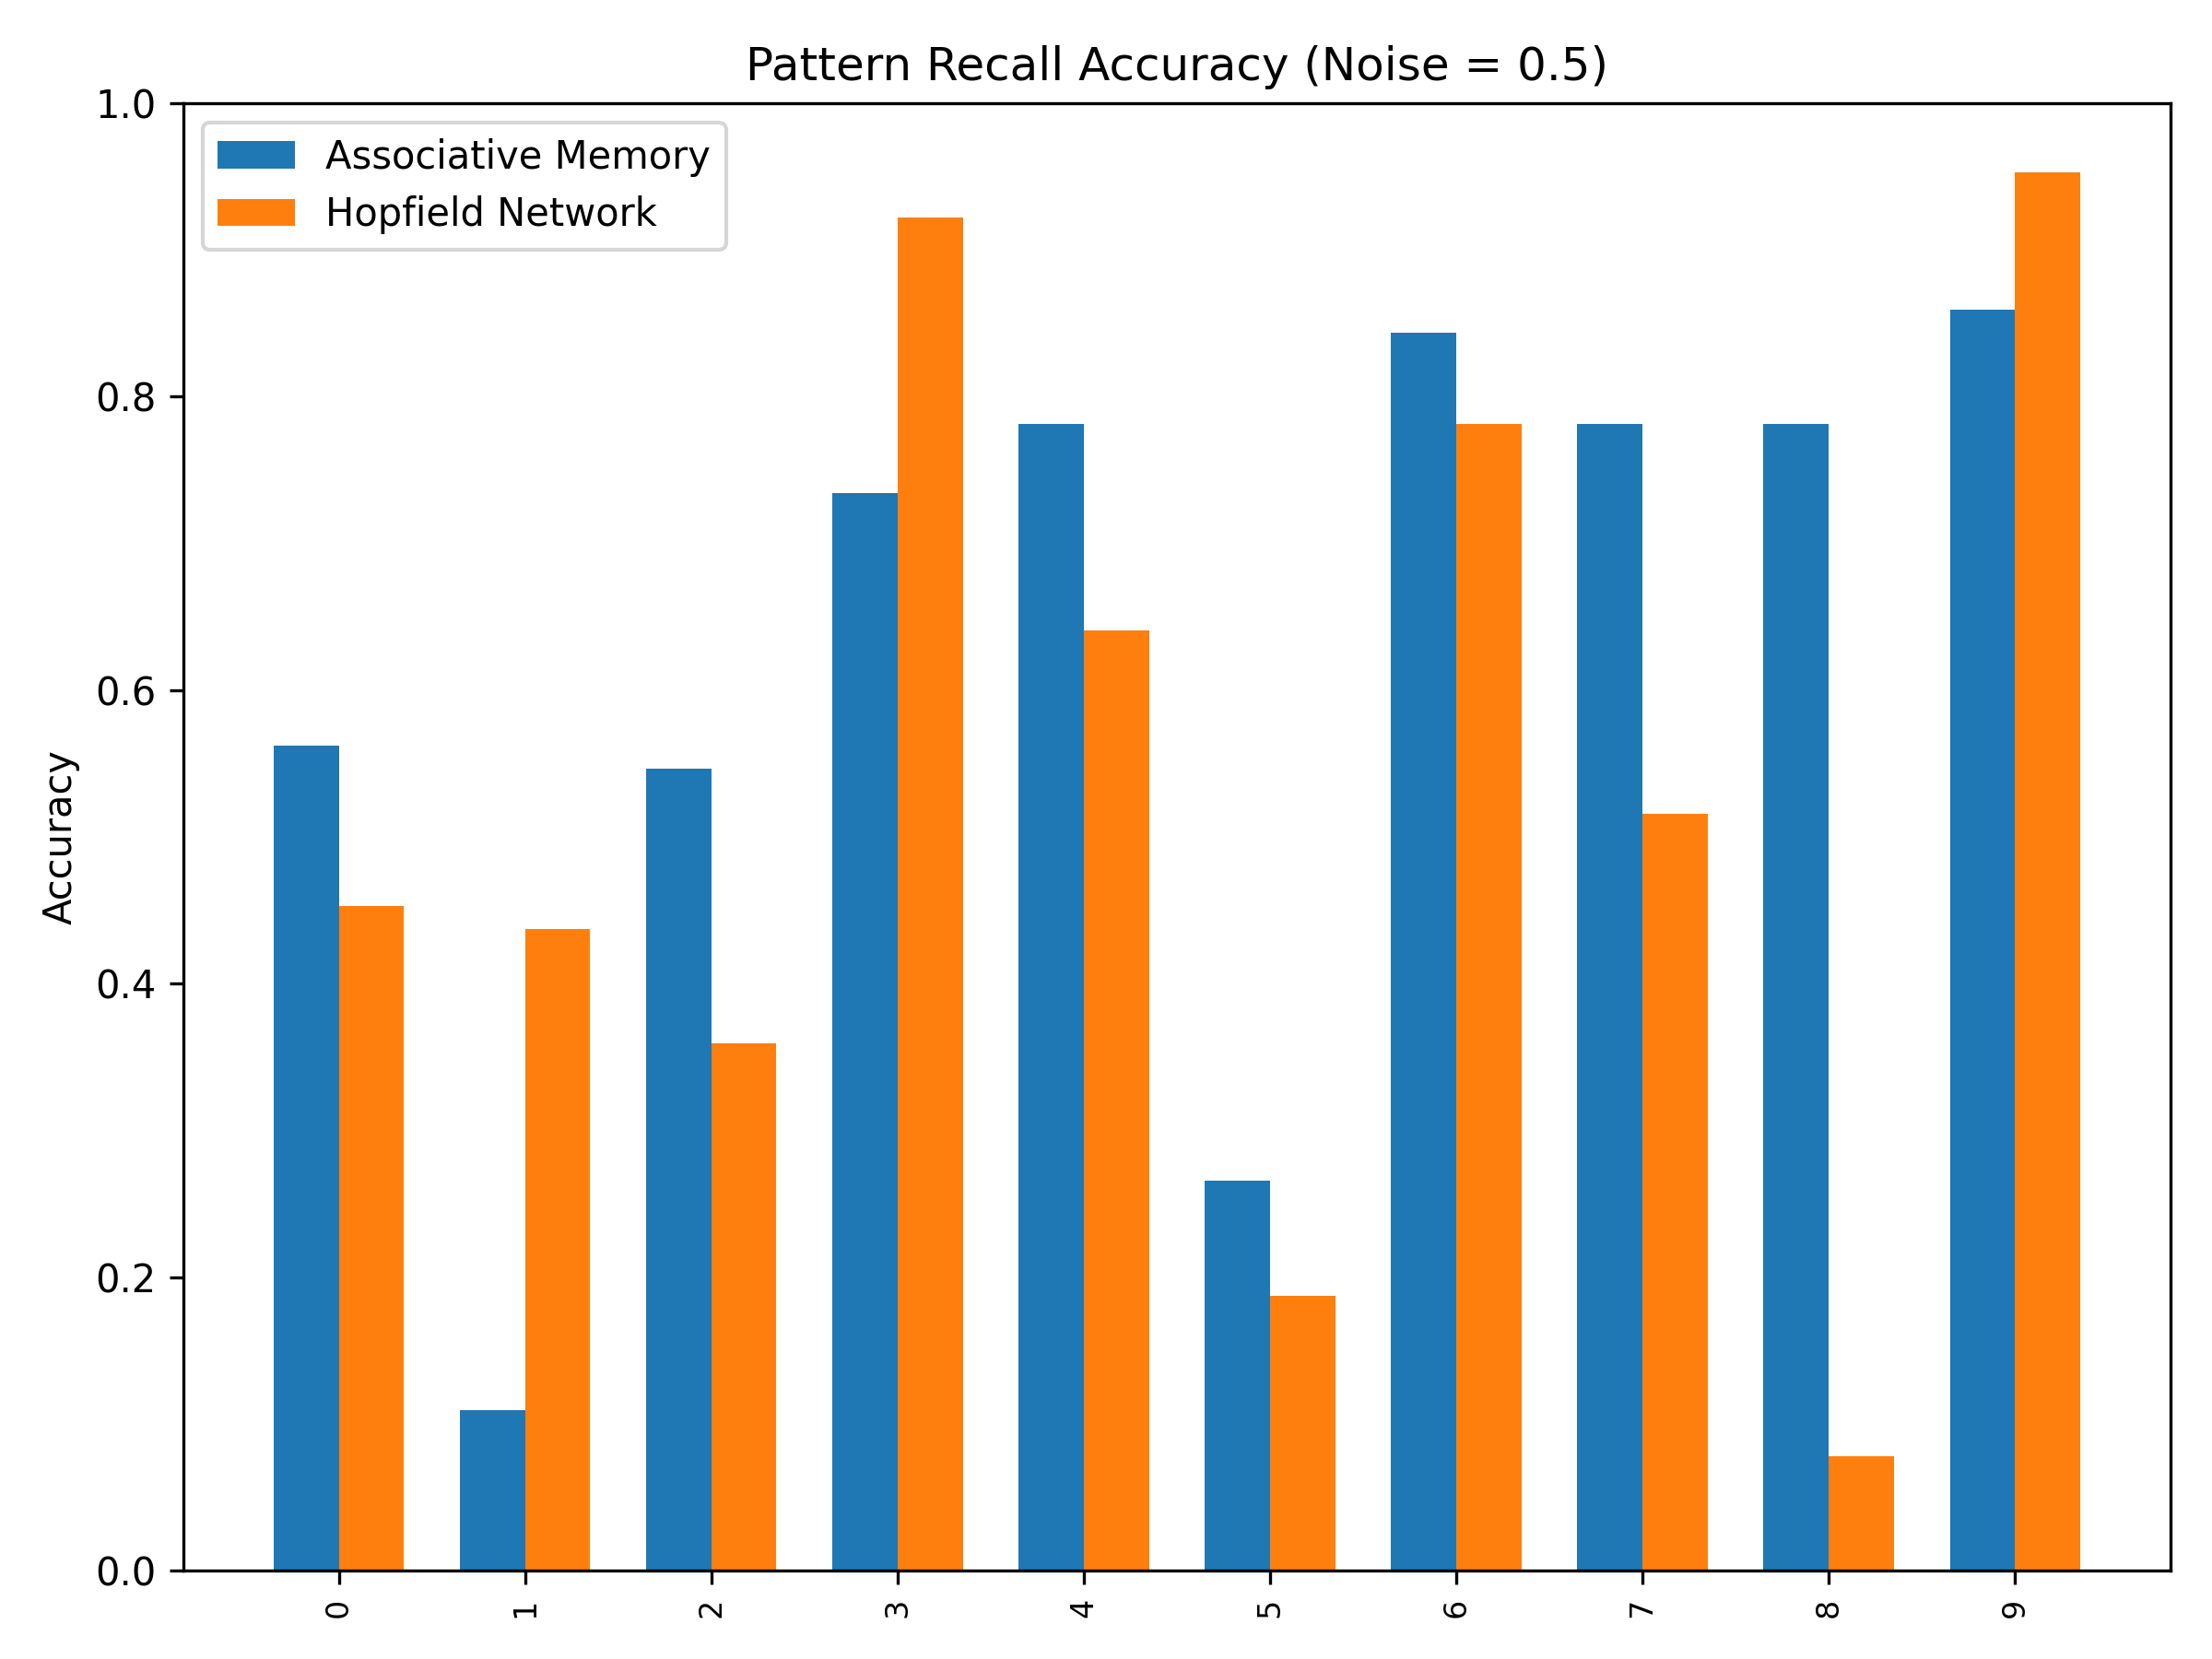 Pattern Recall Accuracy (Noise = 0.5)
Associative Memory
Hopfield Network
Accuracy
1.0
0.8
0.6
0.4
0.2
0.0
0 1 2 3 4 5 6 7 8 9